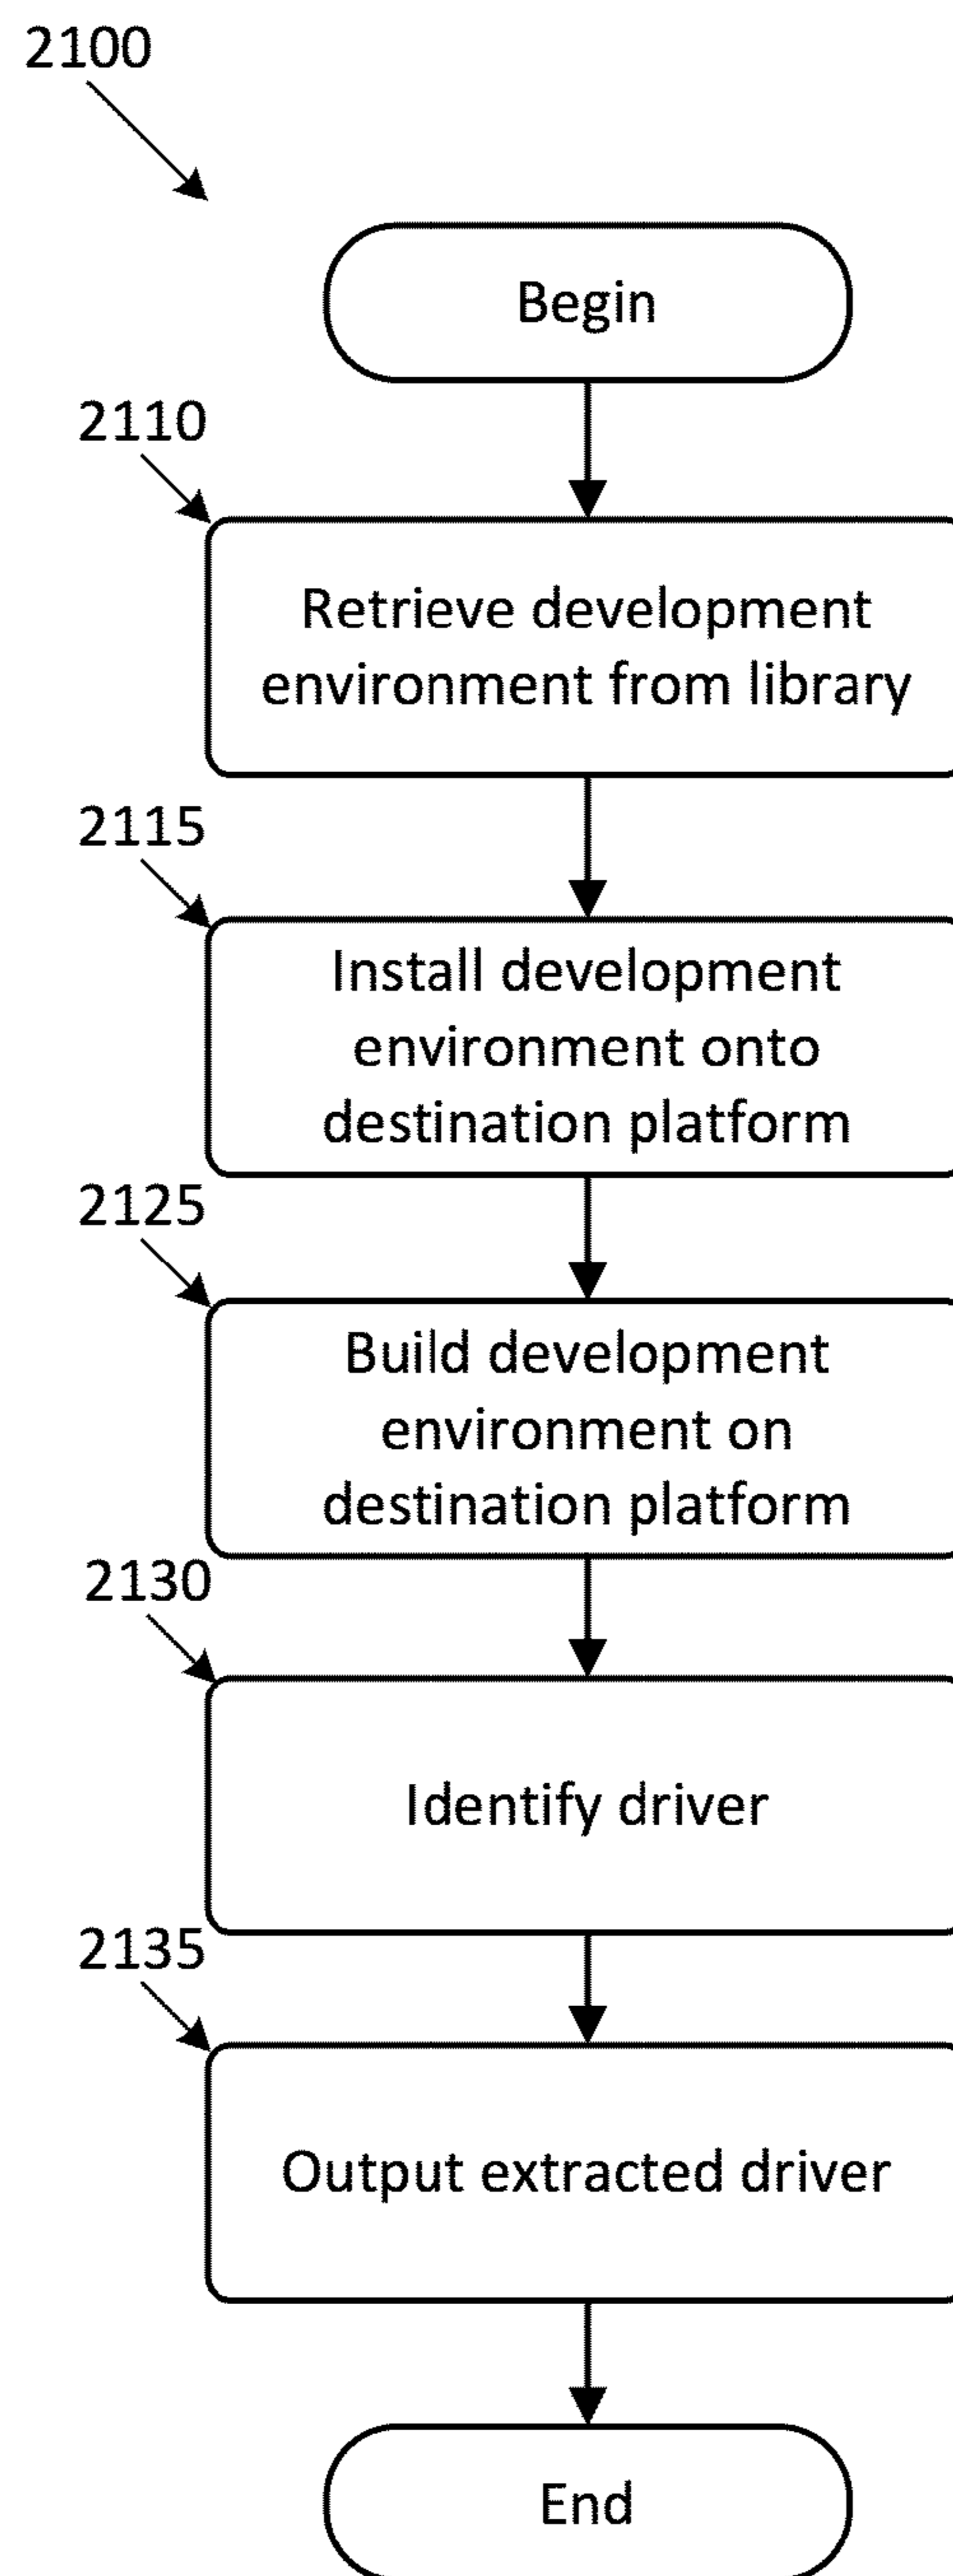 2100
Begin
2110
Retrieve development
environment from library
2115
Install development
environment onto
destination platform
2125
Build development
environment on
destination platform
2130
Identify driver
2135
Output extracted driver
End